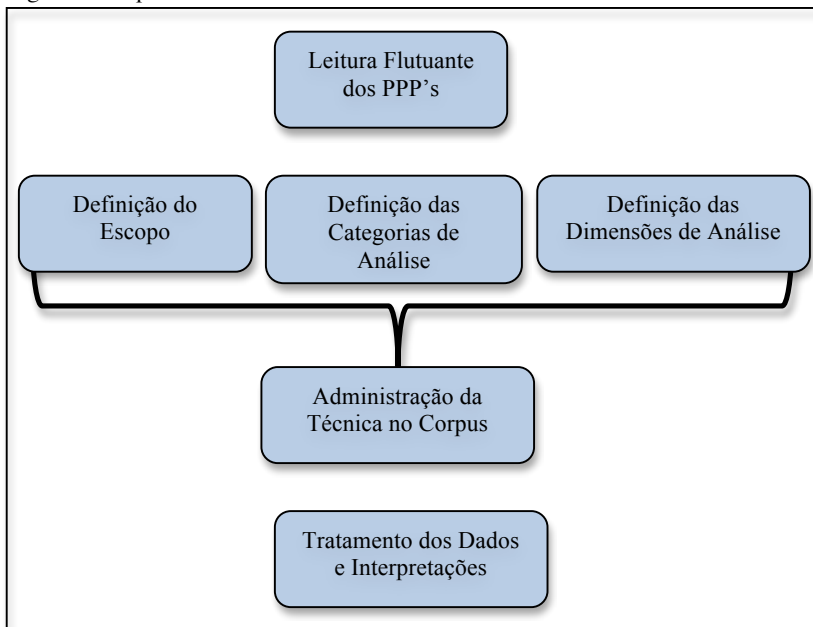 Leitura Flutuante
dos PPP’s
Definição do
Escopo
Definição das
Categorias de
Análise
Definição das
Dimensões de Análise
Administração da
Técnica no Corpus
Tratamento dos Dados
e Interpretações